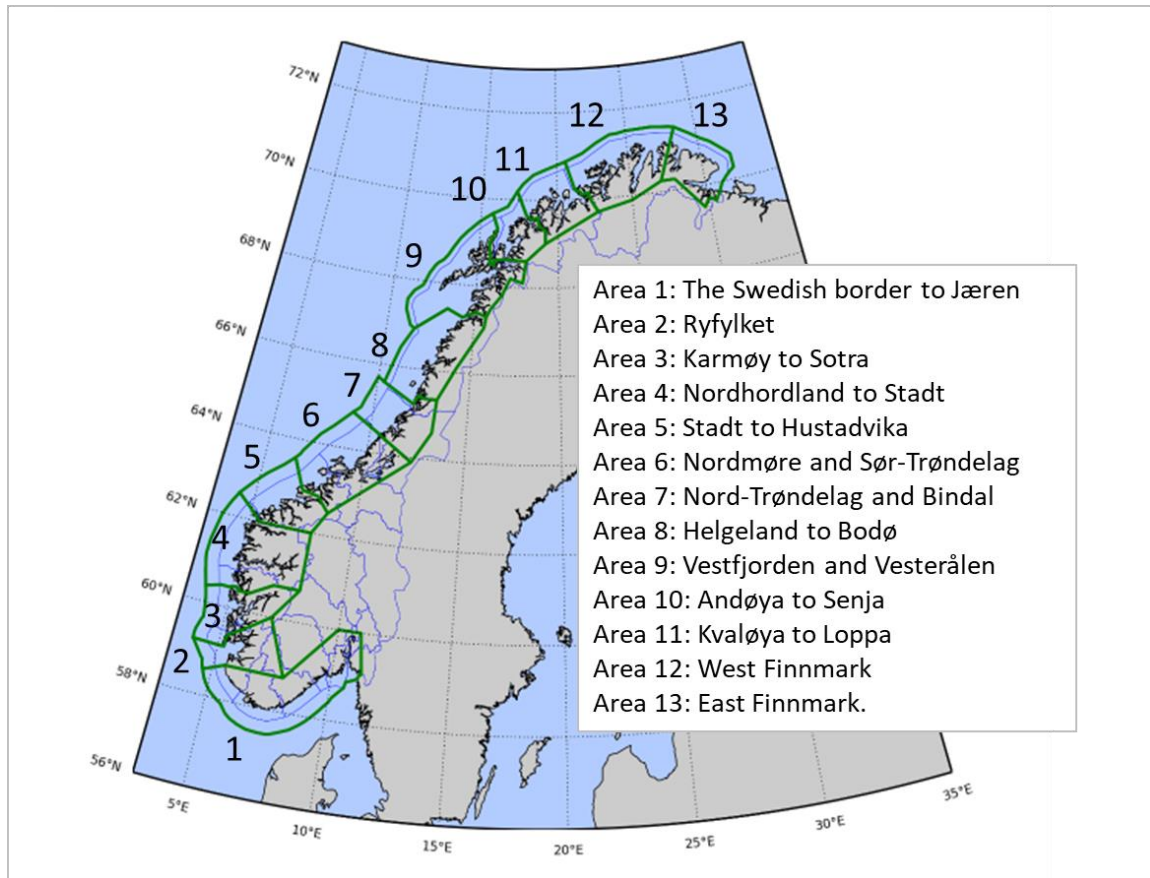 72°N
12
13
70°N
11
10
68°N
9
66°N
8
7
64°N
6
5
62°N
4
60°N
3
2
58°N
1
56°N
5°E
10°E
15°E
20°E
25°E
30°E
35°E
Area 1: The Swedish border to Jæren
Area 2: Ryfylket
Area 3: Karmøy to Sotra
Area 4: Nordhordland to Stadt
Area 5: Stadt to Hustadvika
Area 6: Nordmøre and Sør-Trøndelag
Area 7: Nord-Trøndelag and Bindal
Area 8: Helgeland to Bodø
Area 9: Vestfjorden and Vesterålen
Area 10: Andøya to Senja
Area 11: Kvaløya to Loppa
Area 12: West Finnmark
Area 13: East Finnmark.